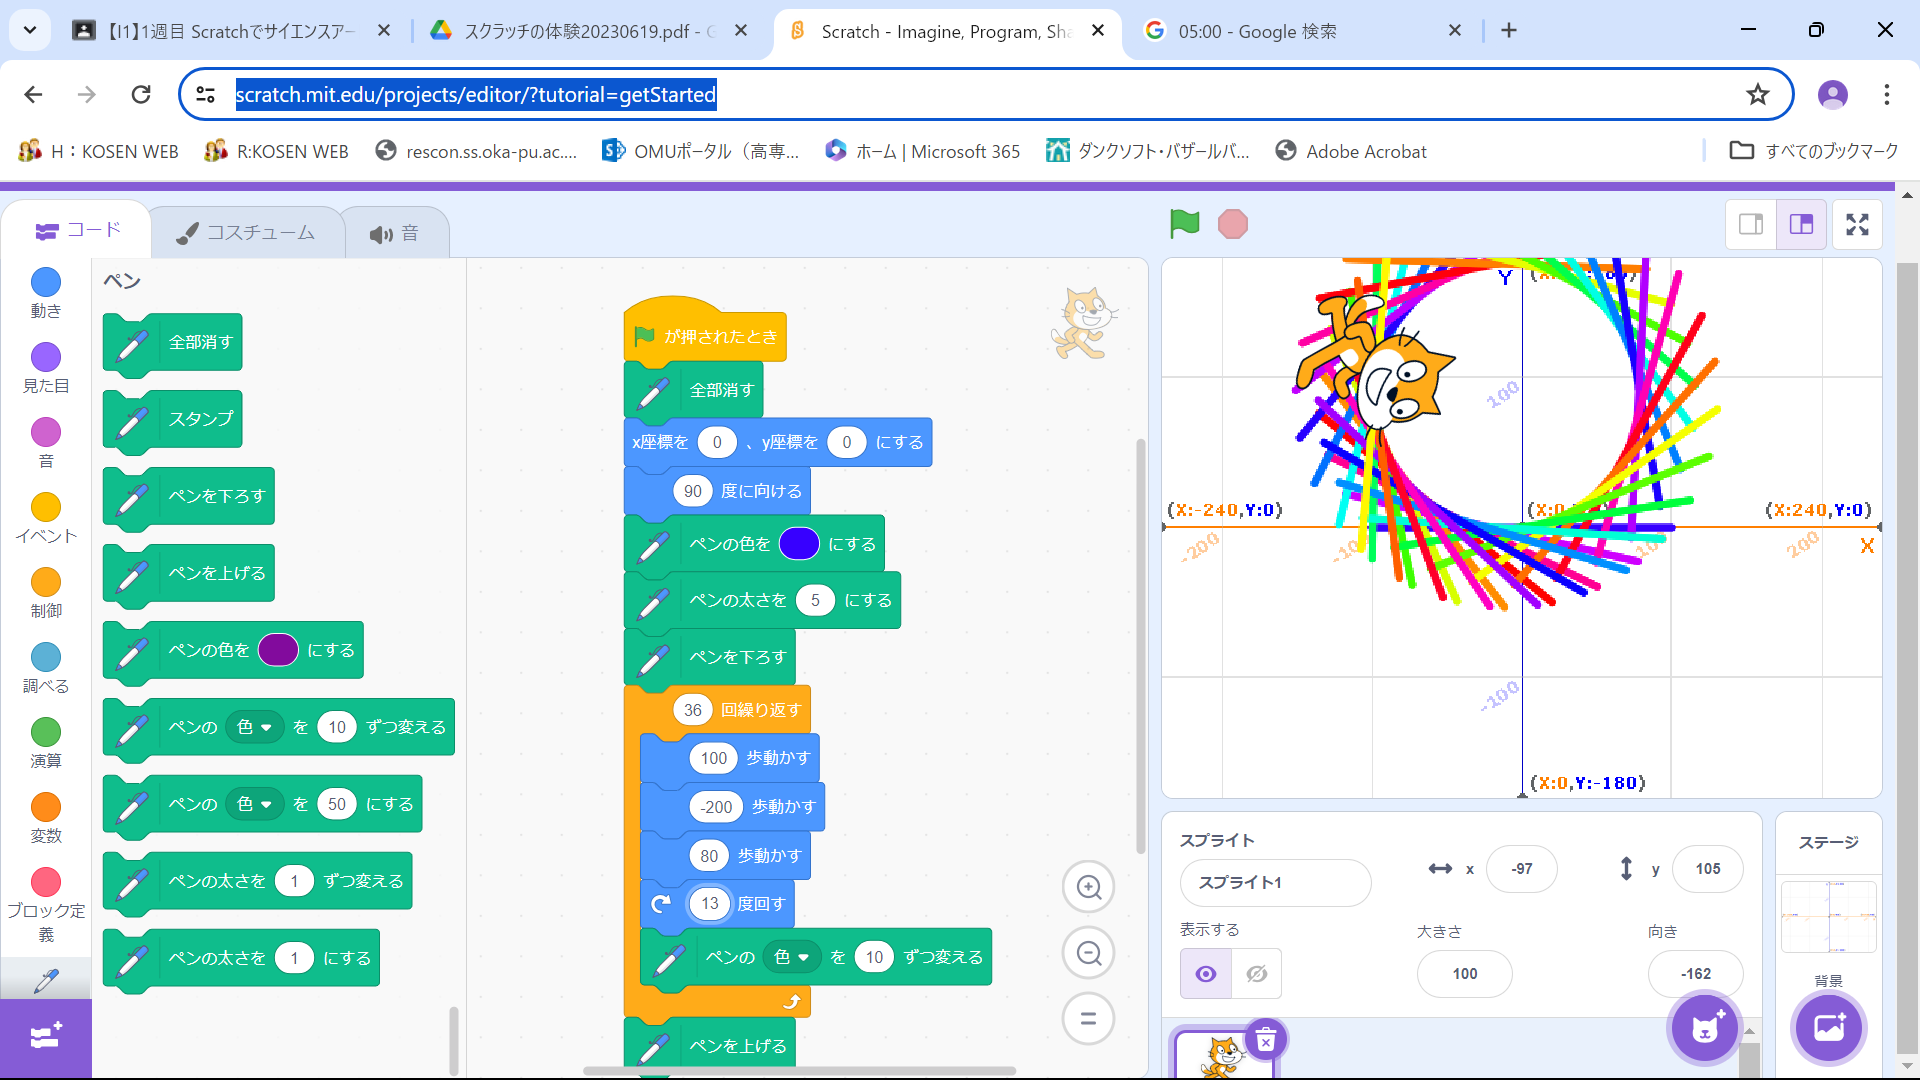 【I1】1週目 Scratchでサイエンスアー
スクラッチの体験20230619.pdf - G
Scratch - Imagine, Program, Sha
05:00 - Google 検索
scratch.mit.edu/projects/editor/?tutorial=getStarted
H：KOSEN WEB
R:KOSEN WEB
rescon.ss.oka-pu.ac....
OMUポータル（高専...
ホーム | Microsoft 365
ダンクソフト・バザールバ...
Adobe Acrobat
すべてのブックマーク
コード
コスチューム
音
動き
見た目
音
イベント
制御
調べる
演算
変数
ブロック定
義
ペン
全部消す
スタンプ
ペンを下ろす
ペンを上げる
ペンの色を にする
ペンの 色 を 10 ずつ変える
ペンの 色 を 50 にする
ペンの太さを 1 ずつ変える
ペンの太さを 1 にする
が押されたとき
全部消す
x座標を 0 、y座標を 0 にする
90 度に向ける
ペンの色を にする
ペンの太さを 5 にする
ペンを下ろす
36 回繰り返す
100 歩動かす
-200 歩動かす
80 歩動かす
13 度回す
ペンの 色 を 10 ずつ変える
ペンを上げる
Y
100
(X:-240,Y:0)
(X:0,
(X:240,Y:0)
-200
-10
10
200
X
-100
(X:0,Y:-180)
スプライト
スプライト1
x
-97
y
105
表示する
大きさ
100
向き
-162
ステージ
背景